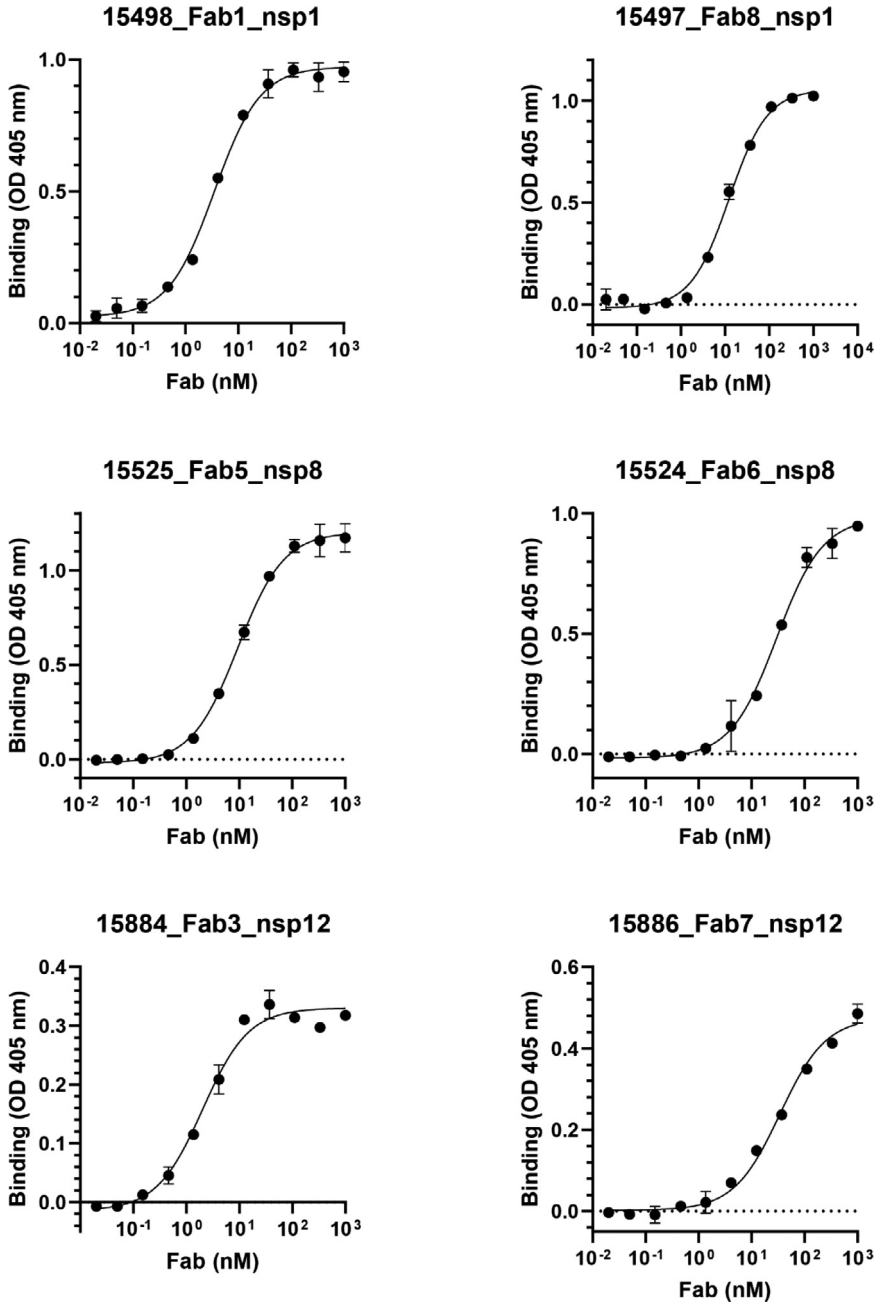 15498_Fab1_nsp1
Binding (OD 405 nm)
1.0
0.5
0.0
10-2 10-1 100 101 102 103
Fab (nM)
15497_Fab8_nsp1
Binding (OD 405 nm)
1.0
0.5
0.0
10-2 10-1 100 101 102 103 104
Fab (nM)
15525_Fab5_nsp8
Binding (OD 405 nm)
1.0
0.5
0.0
10-2 10-1 100 101 102 103
Fab (nM)
15524_Fab6_nsp8
Binding (OD 405 nm)
1.0
0.5
0.0
10-2 10-1 100 101 102 103
Fab (nM)
15884_Fab3_nsp12
Binding (OD 405 nm)
0.4
0.3
0.2
0.1
0.0
10-1 100 101 102 103
Fab (nM)
15886_Fab7_nsp12
Binding (OD 405 nm)
0.6
0.4
0.2
0.0
10-2 10-1 100 101 102 103
Fab (nM)